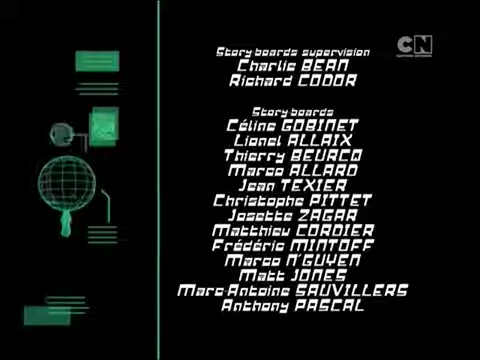 Story boards supervision
Charlie BEAN
Richard CODOR
Story boards
Céline GOBINET
Lionel ALLAIX
Thierry BEURCQ
Marco ALLARD
Jean TEXIER
Christophe PITTET
Josette ZAGAR
Matthieu CORDIER
Frédéric MINTOFF
Marco N'GUYEN
Matt JONES
Marc-Antoine SAUVILLERS
Anthony PASCAL
CN